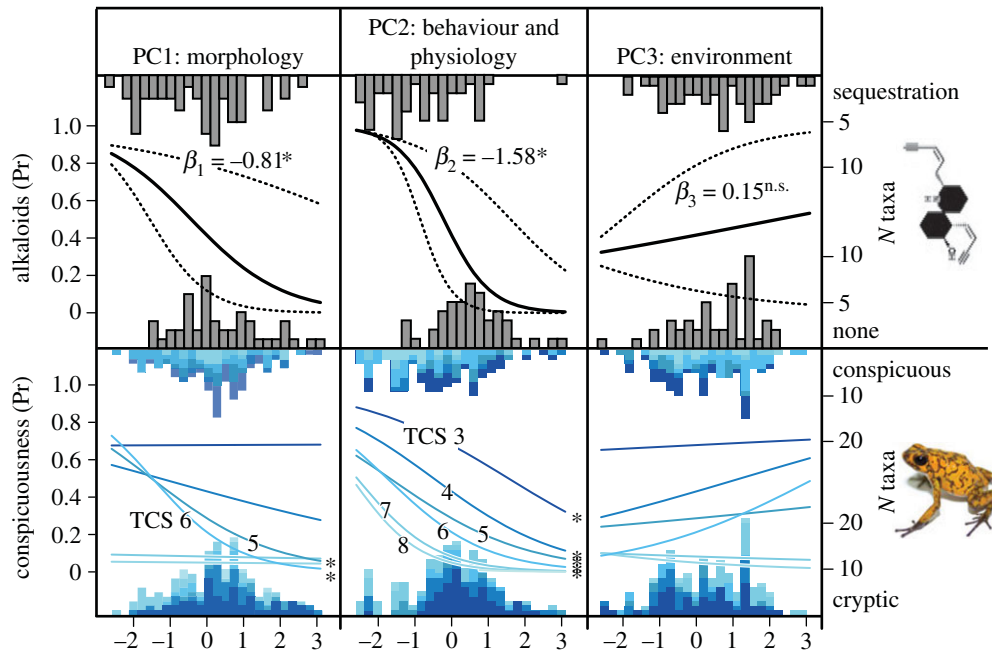 PC1: morphology
PC2: behaviour and
physiology
PC3: environment
sequestration
1.0
0.8
0.6
0.4
0.2
0
alkaloids (Pr)
β1 = –0.81*
β2 = –1.58*
β3 = 0.15n.s.
5
10
10
5
N taxa
none
1.0
0.8
0.6
0.4
0.2
0
conspicuousness (Pr)
TCS 6
5
*
*
TCS 3
4
5
6
7
8
*
*
conspicuous
10
20
20
10
N taxa
cryptic
–2 –1 0 1 2 3
–2 –1 0 1 2 3
–2 –1 0 1 2 3